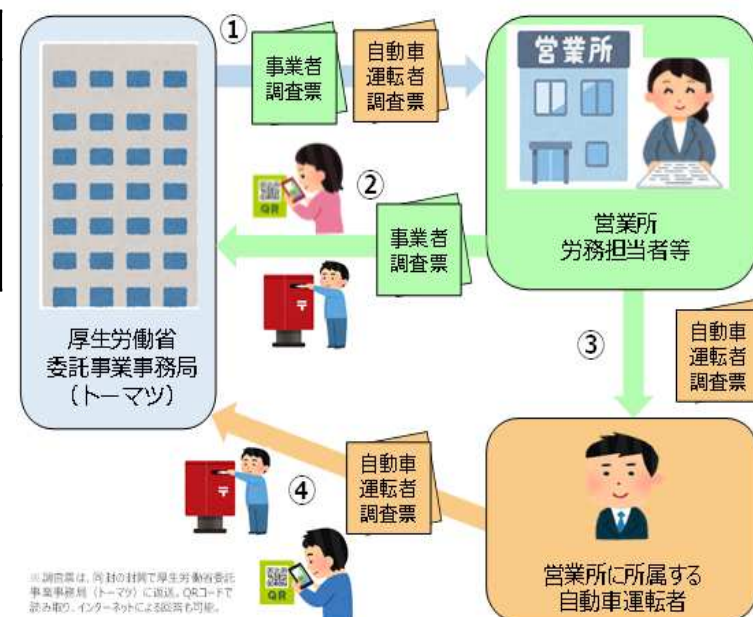 ①
事業者
調査票
自動車
運転者
調査票
営業所
営業所
労務担当者等
②
QR
事業者
調査票
〒
厚生労働省
委託事業事務局
（トーマツ）
③
自動車
運転者
調査票
④
〒
自動車
運転者
調査票
QR
営業所に所属する
自動車運転者
※調査票は、同封の封筒で厚生労働省委託
事業事務局（トーマツ）に返送。QRコードで
読み取り、インターネットによる回答も可能。